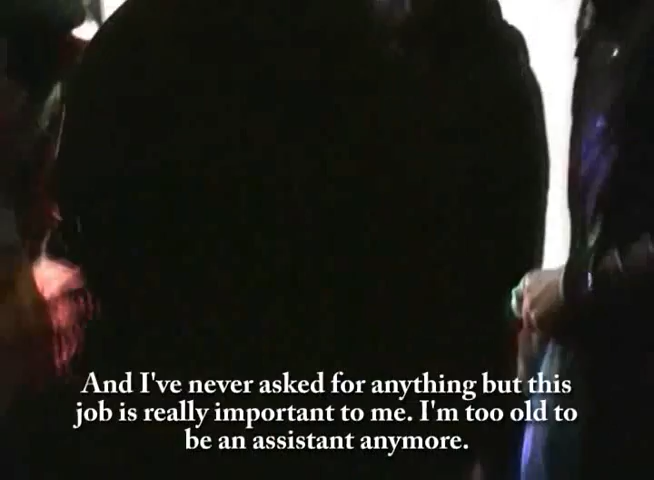 And I've never asked for anything but this
job is really important to me. I'm too old to
be an assistant anymore.